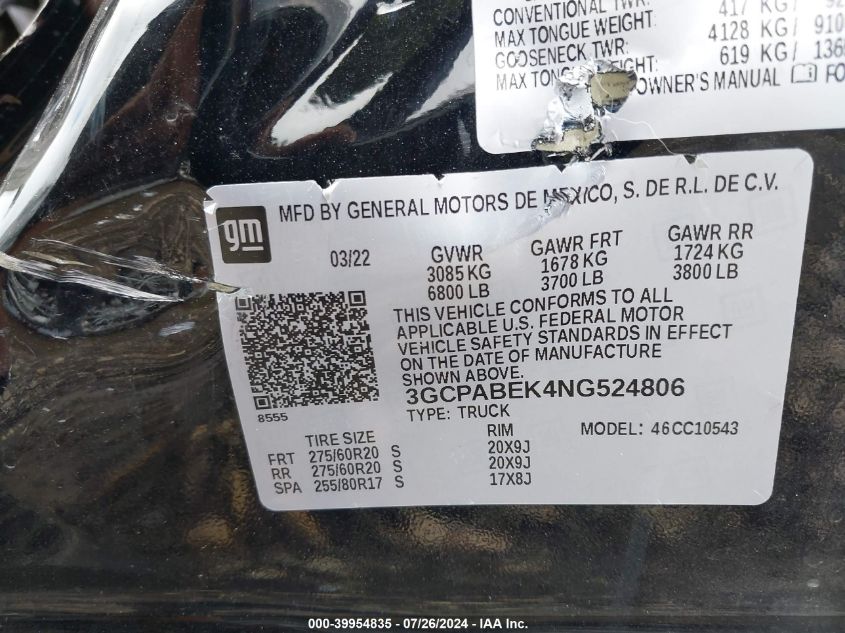 CONVENTIONAL TWR: 417 KG/
MAX TONGUE WEIGHT: 4128 KG/ 910
GOOSENECK TWR: 619 KG/ 136
MAX OWNER'S MANUAL FO
gm
MFD BY GENERAL MOTORS DE MEXICO, S. DE R.L. DE C.V.
03/22 GVWR GAWR FRT GAWR RR
3085 KG 1678 KG 1724 KG
6800 LB 3700 LB 3800 LB
THIS VEHICLE CONFORMS TO ALL
APPLICABLE U.S. FEDERAL MOTOR
VEHICLE SAFETY STANDARDS IN EFFECT
ON THE DATE OF MANUFACTURE
SHOWN ABOVE.
8555
3GCPABEK4NG524806
TYPE: TRUCK
TIRE SIZE RIM MODEL: 46CC10543
FRT 275/60R20 S 20X9J
RR 275/60R20 S 20X9J
SPA 255/80R17 S 17X8J
000-39954835 - 07/26/2024 - IAA Inc.